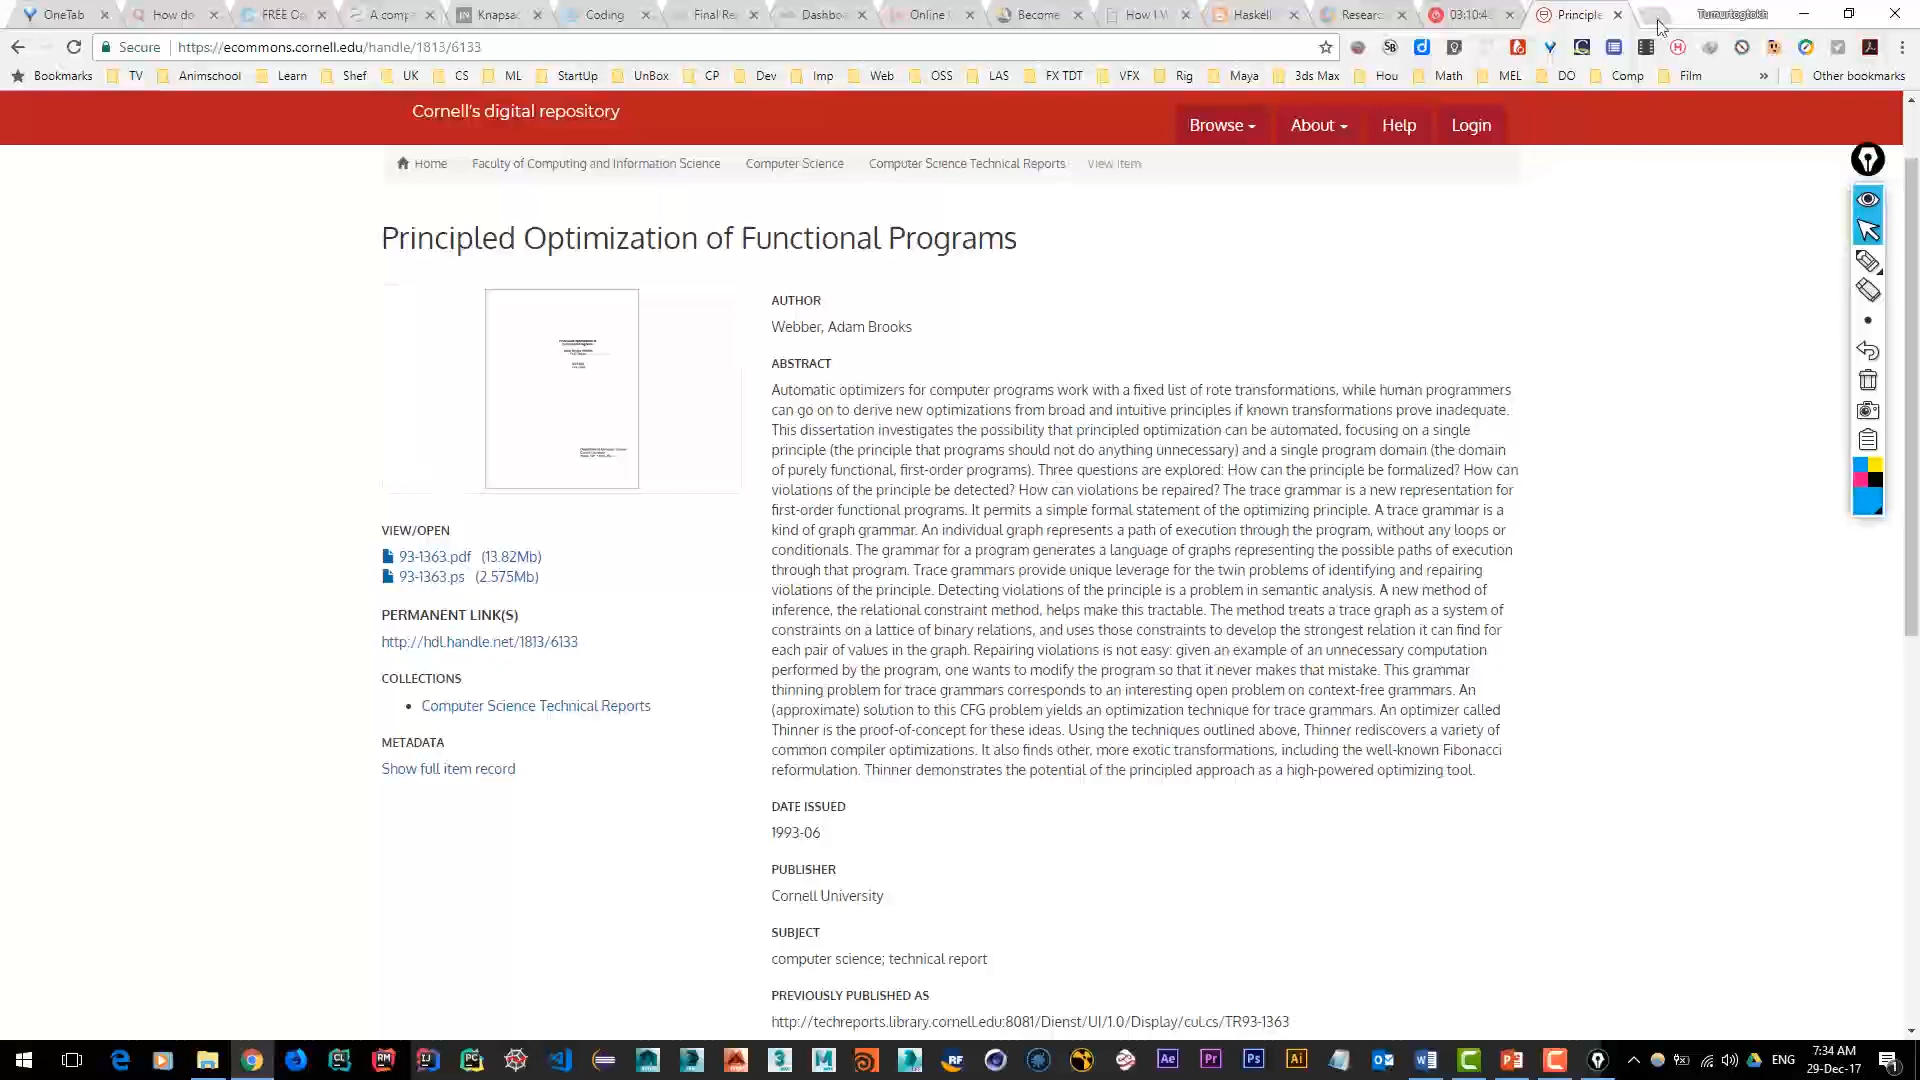 OneTab
How do
FREE Op
A comp
Knapsac
Coding
Final Re
Dashbo
Online
Become
How I V
Haskell
Researc
03:10:4
Principle
Tumurtogtokh
Secure
https://ecommons.cornell.edu/handle/1813/6133
Bookmarks TV Animschool Learn Shef UK CS ML StartUp UnBox CP Dev Imp Web OSS LAS FX TDT VFX Rig Maya 3ds Max Hou Math MEL DO Comp Film » Other bookmarks
Cornell's digital repository
Browse About Help Login
Home Faculty of Computing and Information Science Computer Science Computer Science Technical Reports View Item
Principled Optimization of Functional Programs
VIEW/OPEN
93-1363.pdf (13.82Mb)
93-1363.ps (2.575Mb)
PERMANENT LINK(S)
http://hdl.handle.net/1813/6133
COLLECTIONS
Computer Science Technical Reports
METADATA
Show full item record
AUTHOR
Webber, Adam Brooks
ABSTRACT
Automatic optimizers for computer programs work with a fixed list of rote transformations, while human programmers
can go on to derive new optimizations from broad and intuitive principles if known transformations prove inadequate.
This dissertation investigates the possibility that principled optimization can be automated, focusing on a single
principle (the principle that programs should not do anything unnecessary) and a single program domain (the domain
of purely functional, first-order programs). Three questions are explored: How can the principle be formalized? How can
violations of the principle be detected? How can violations be repaired? The trace grammar is a new representation for
first-order functional programs. It permits a simple formal statement of the optimizing principle. A trace grammar is a
kind of graph grammar. An individual graph represents a path of execution through the program, without any loops or
conditionals. The grammar for a program generates a language of graphs representing the possible paths of execution
through that program. Trace grammars provide unique leverage for the twin problems of identifying and repairing
violations of the principle. Detecting violations of the principle is a problem in semantic analysis. A new method of
inference, the relational constraint method, helps make this tractable. The method treats a trace graph as a system of
constraints on a lattice of binary relations, and uses those constraints to develop the strongest relation it can find for
each pair of values in the graph. Repairing violations is not easy: given an example of an unnecessary computation
performed by the program, one wants to modify the program so that it never makes that mistake. This grammar
thinning problem for trace grammars corresponds to an interesting open problem on context-free grammars. An
(approximate) solution to this CFG problem yields an optimization technique for trace grammars. An optimizer called
Thinner is the proof-of-concept for these ideas. Using the techniques outlined above, Thinner rediscovers a variety of
common compiler optimizations. It also finds other, more exotic transformations, including the well-known Fibonacci
reformulation. Thinner demonstrates the potential of the principled approach as a high-powered optimizing tool.
DATE ISSUED
1993-06
PUBLISHER
Cornell University
SUBJECT
computer science; technical report
PREVIOUSLY PUBLISHED AS
http://techreports.library.cornell.edu:8081/Dienst/UI/1.0/Display/cul.cs/TR93-1363
ENG
7:34 AM
29-Dec-17